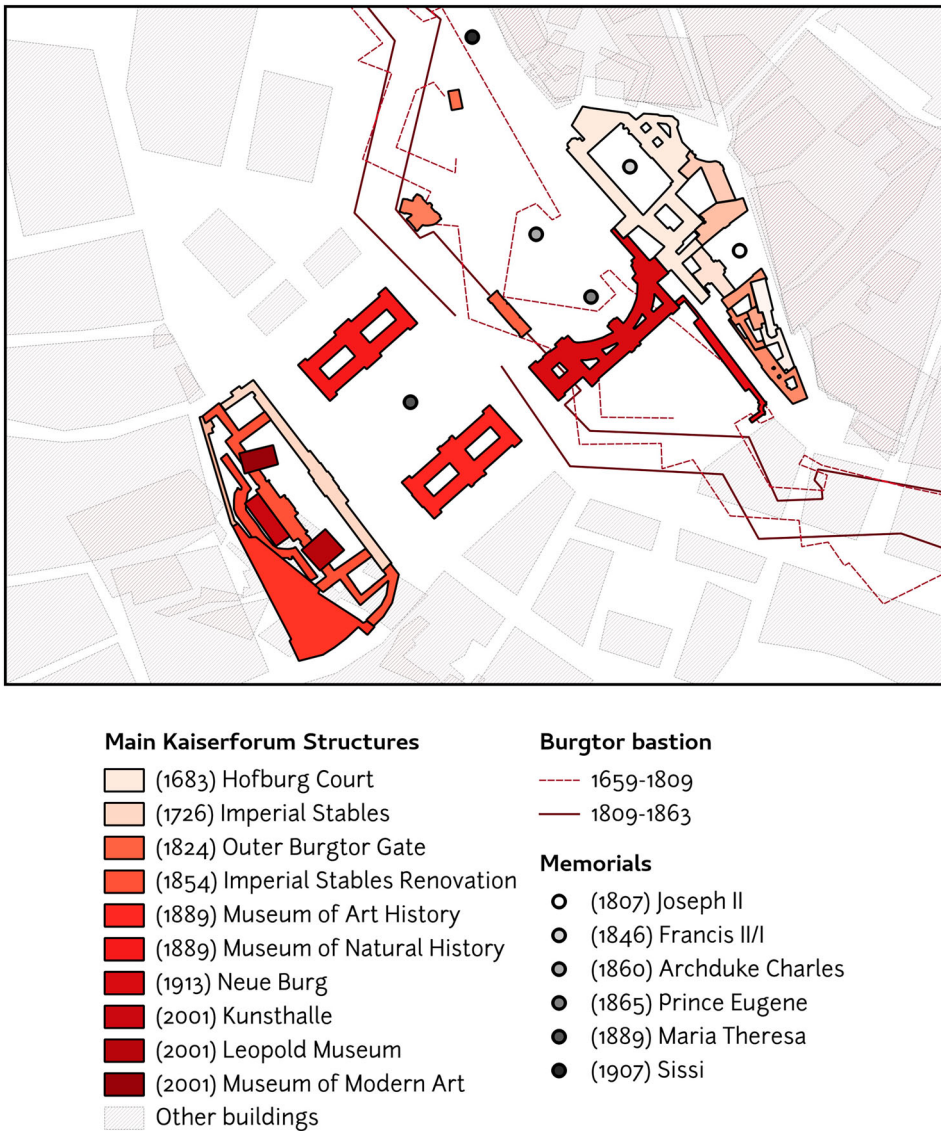 Main Kaiserforum Structures
(1683) Hofburg Court
(1726) Imperial Stables
(1824) Outer Burgtor Gate
(1854) Imperial Stables Renovation
(1889) Museum of Art History
(1889) Museum of Natural History
(1913) Neue Burg
(2001) Kunsthalle
(2001) Leopold Museum
(2001) Museum of Modern Art
Other buildings
Burgtor bastion
1659-1809
1809-1863
Memorials
(1807) Joseph II
(1846) Francis II/I
(1860) Archduke Charles
(1865) Prince Eugene
(1889) Maria Theresa
(1907) Sissi